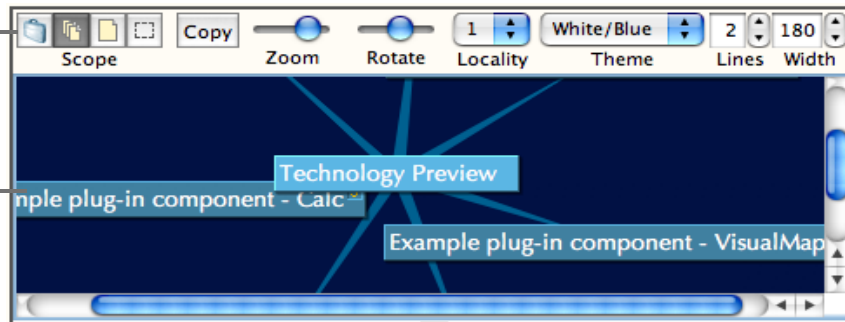 Copy
1
White/Blue
2
180
Scope
Zoom
Rotate
Locality
Theme
Lines
Width
Technology Preview
plug-in component - Calc
Example plug-in component - VisualMap